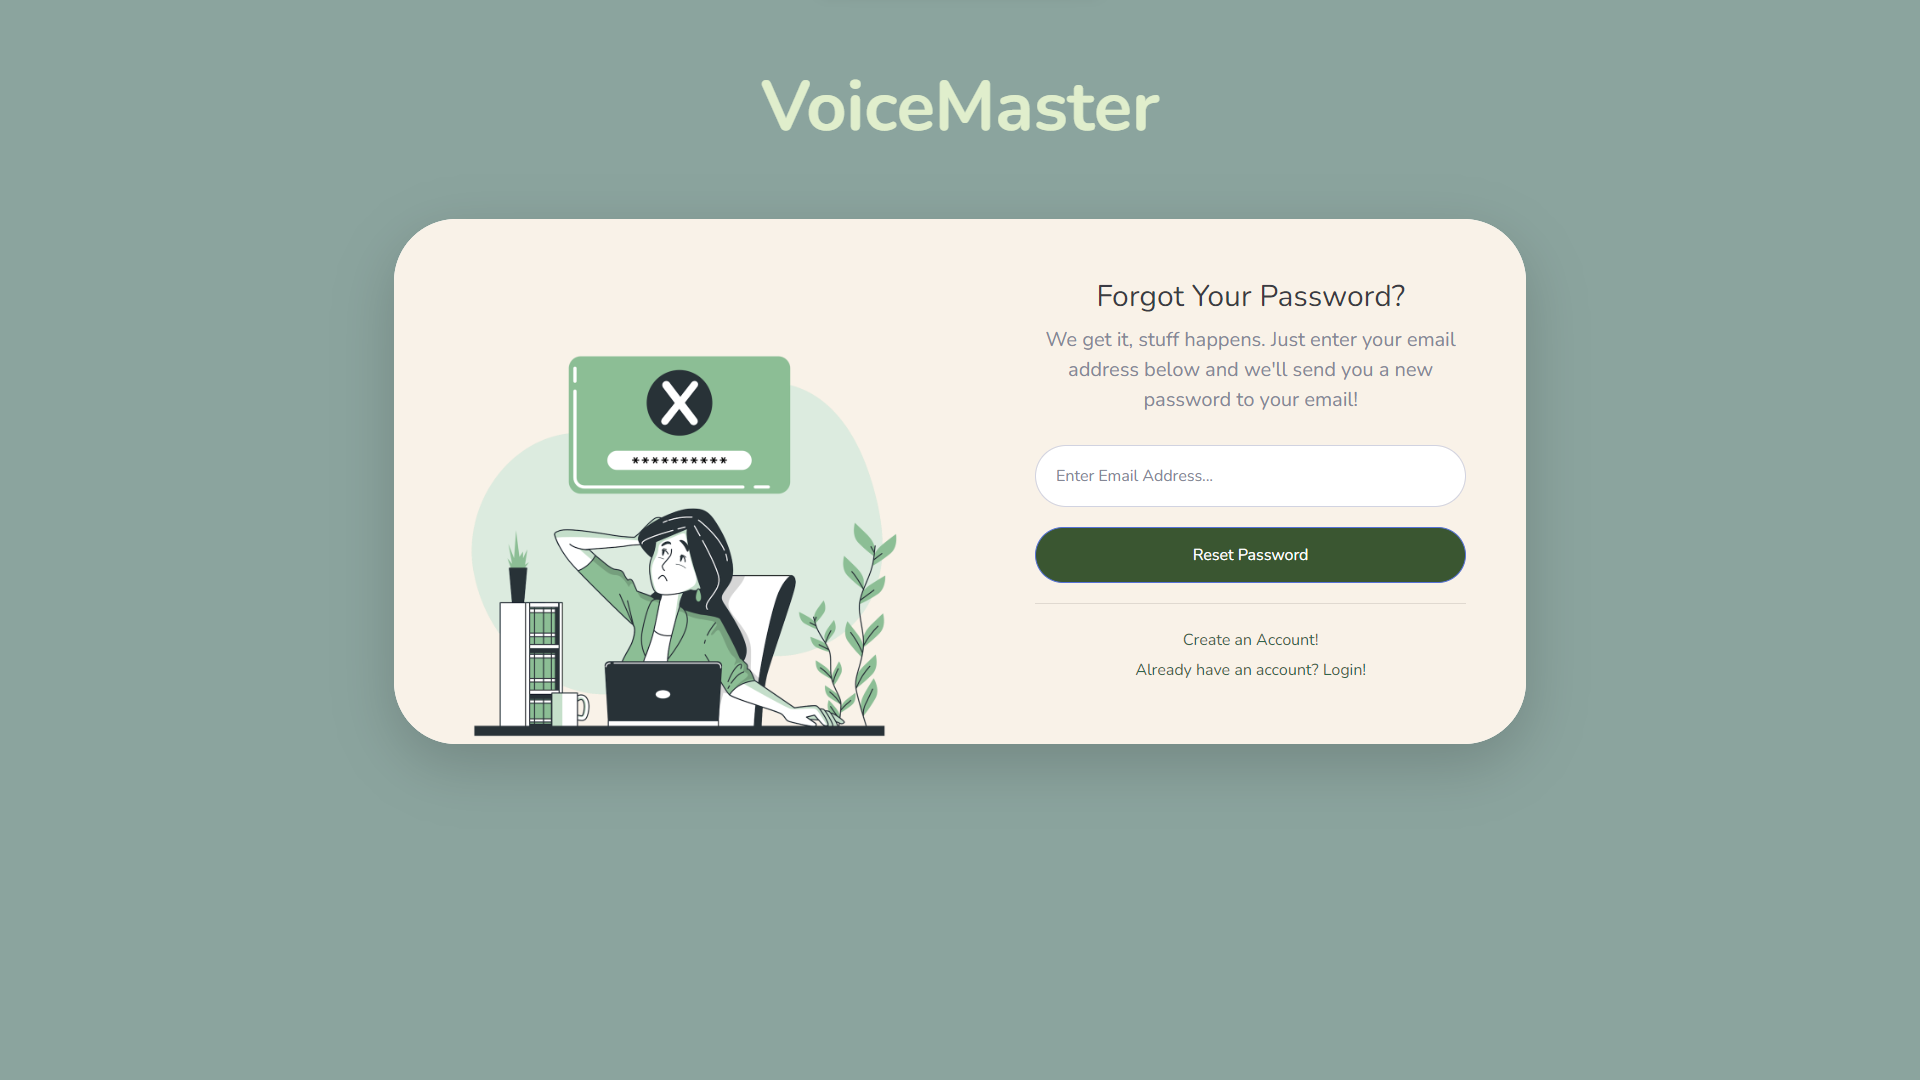 VoiceMaster
Forgot Your Password?
We get it, stuff happens. Just enter your email
address below and we'll send you a new
password to your email!
X
**********
Enter Email Address...
Reset Password
Create an Account!
Already have an account? Login!